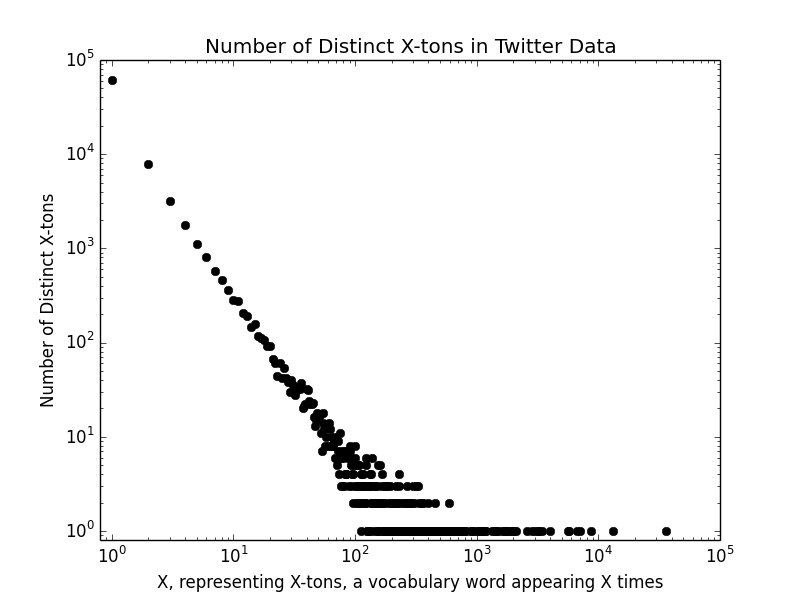 Number of Distinct X-tons in Twitter Data
10^5
10^4
10^3
10^2
10^1
10^0
Number of Distinct X-tons
10^0 10^1 10^2 10^3 10^4 10^5
X, representing X-tons, a vocabulary word appearing X times